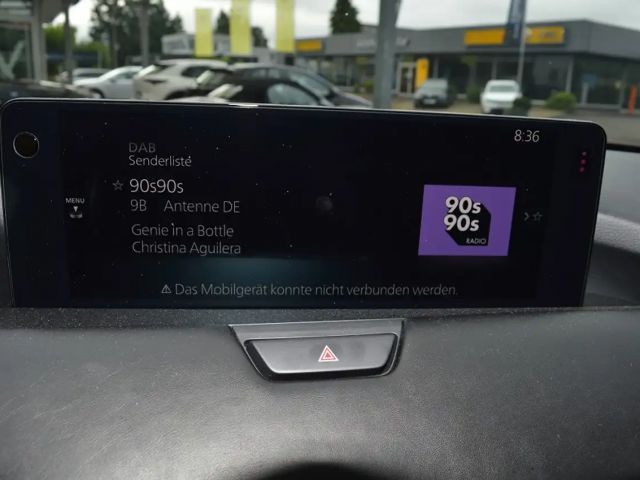 8:36
DAB
Senderliste
90s90s
9B Antenne DE
Genie in a Bottle
Christina Aguilera
MENU
90s
90s
RADIO
Das Mobilgerät konnte nicht verbunden werden.